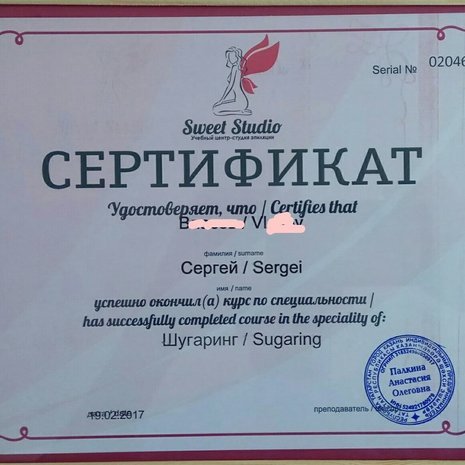 Serial № 02046
Sweet Studio
Учебный центр-студия эпиляции
СЕРТИФИКАТ
Удостоверяет, что / Certifies that
фамилия / surname
Сергей / Sergei
имя / name
успешно окончил(а) курс по специальности /
has successfully completed course in the speciality of:
Шугаринг / Sugaring
Палкина
Анастасия
Олеговна
19.02.2017
преподаватель /